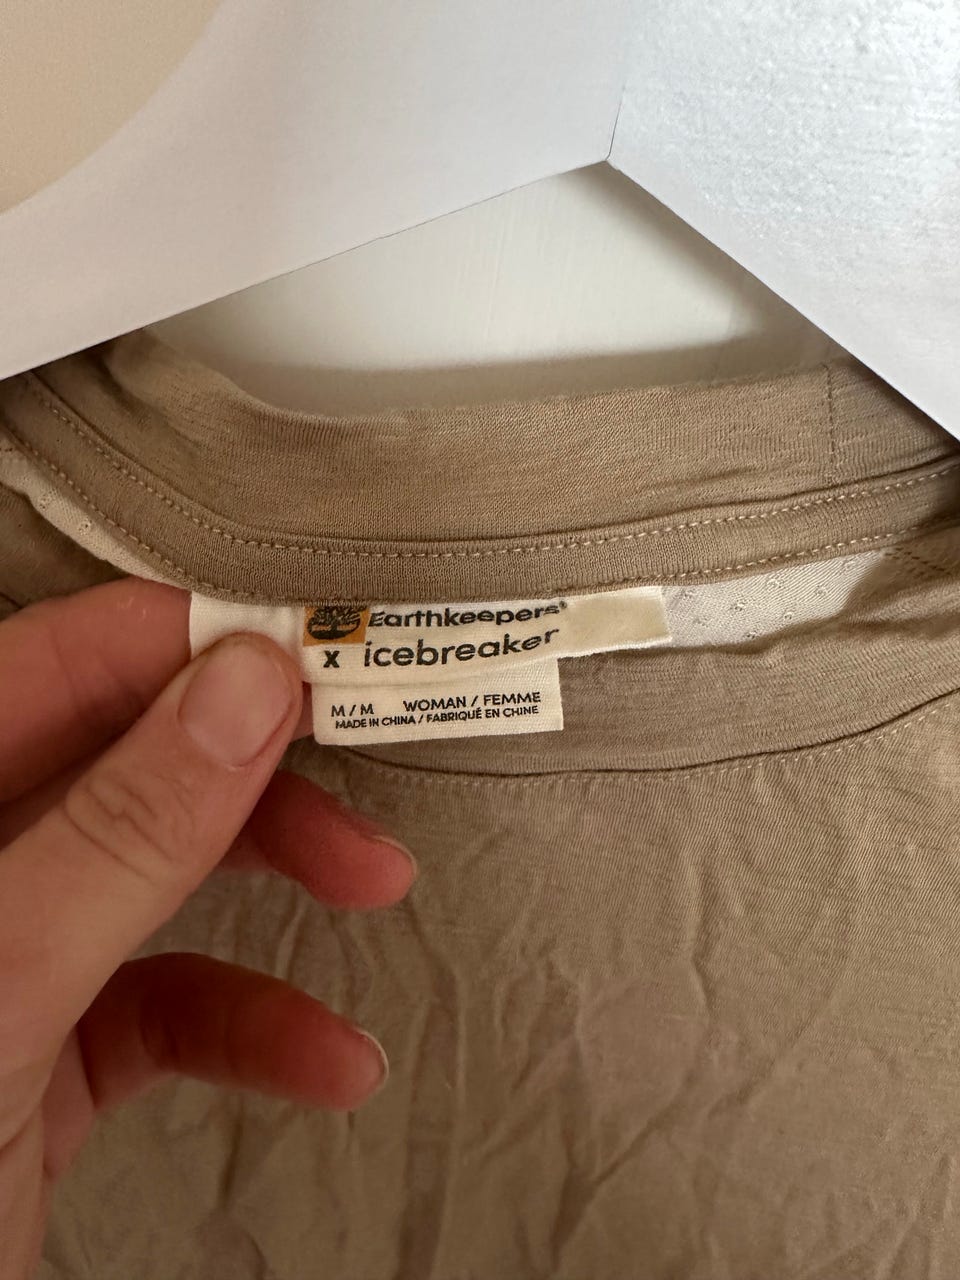 Earthkeepers®
x icebreaker
M / M WOMAN / FEMME
MADE IN CHINA / FABRIQUÉ EN CHINE